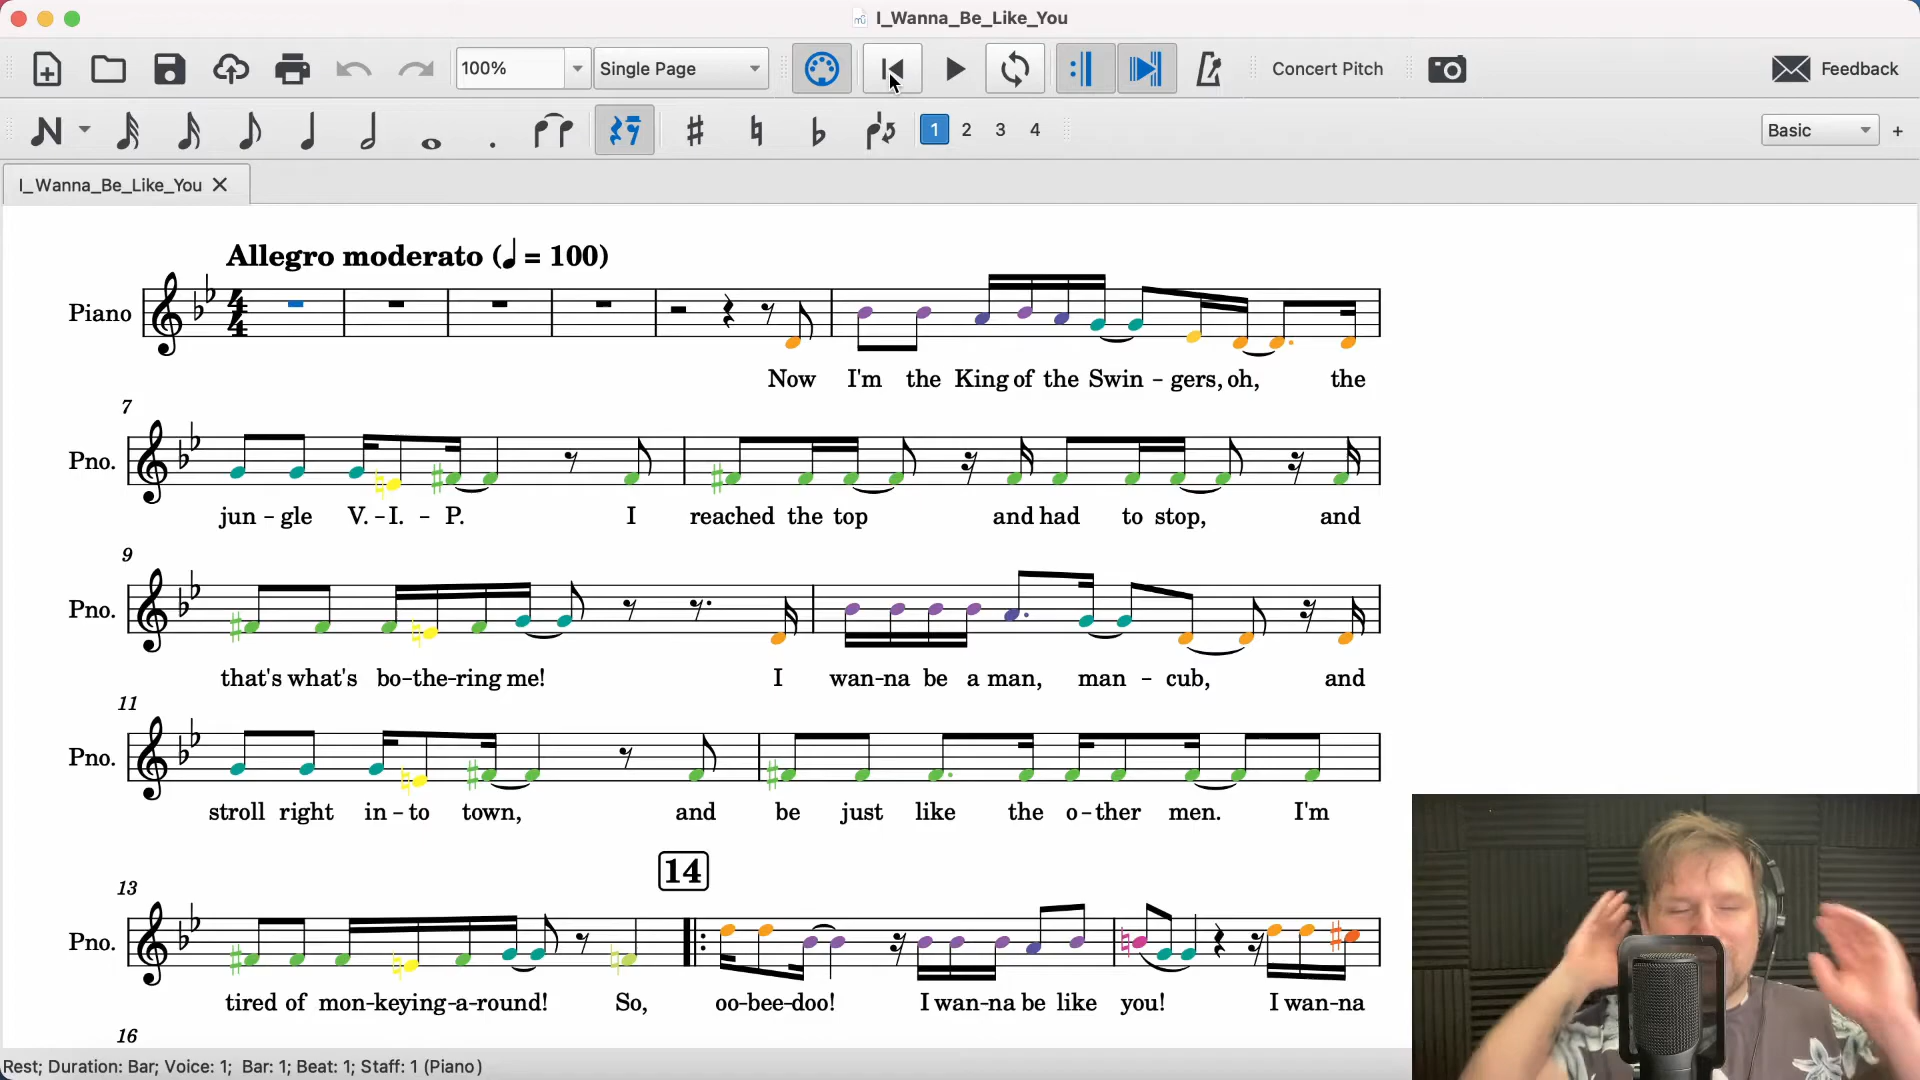 I_Wanna_Be_Like_You
100% Single Page Concert Pitch Feedback
1 2 3 4 Basic +
I_Wanna_Be_Like_You
Allegro moderato (♩ = 100)
Piano
Now I'm the King of the Swin - gers, oh, the
7
Pno.
jun - gle V. - I. - P. I reached the top and had to stop, and
9
Pno.
that's what's bo-the-ring me! I wan-na be a man, man - cub, and
11
Pno.
stroll right in - to town, and be just like the o - ther men. I'm
14
13
Pno.
tired of mon-keying-a-round! So, oo-bee-doo! I wan-na be like you! I wan-na
16
Rest; Duration: Bar; Voice: 1; Bar: 1; Beat: 1; Staff: 1 (Piano)